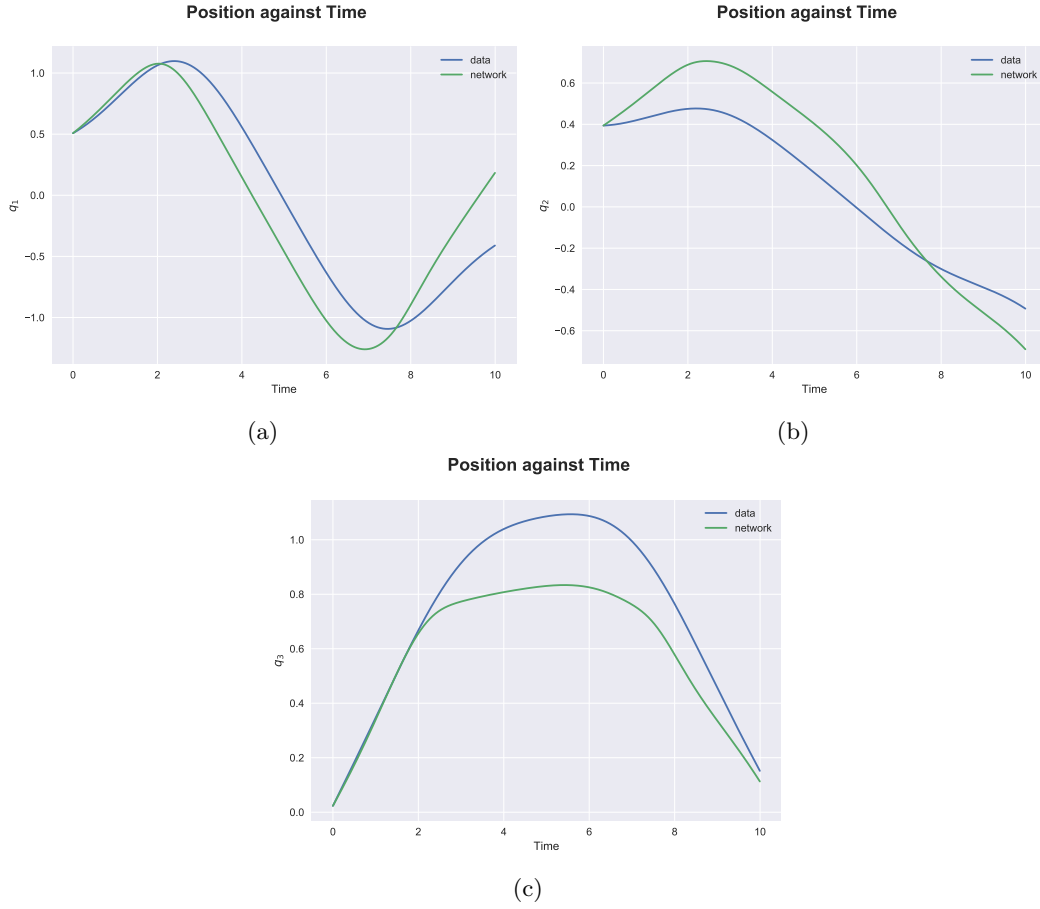 Position against Time
data
network
1.0
0.5
0.0
−0.5
−1.0
q1
0
2
4
6
8
10
Time
(a)
Position against Time
data
network
0.6
0.4
0.2
0.0
−0.2
−0.4
−0.6
q2
0
2
4
6
8
10
Time
(b)
Position against Time
data
network
1.0
0.8
0.6
0.4
0.2
0.0
q3
0
2
4
6
8
10
Time
(c)